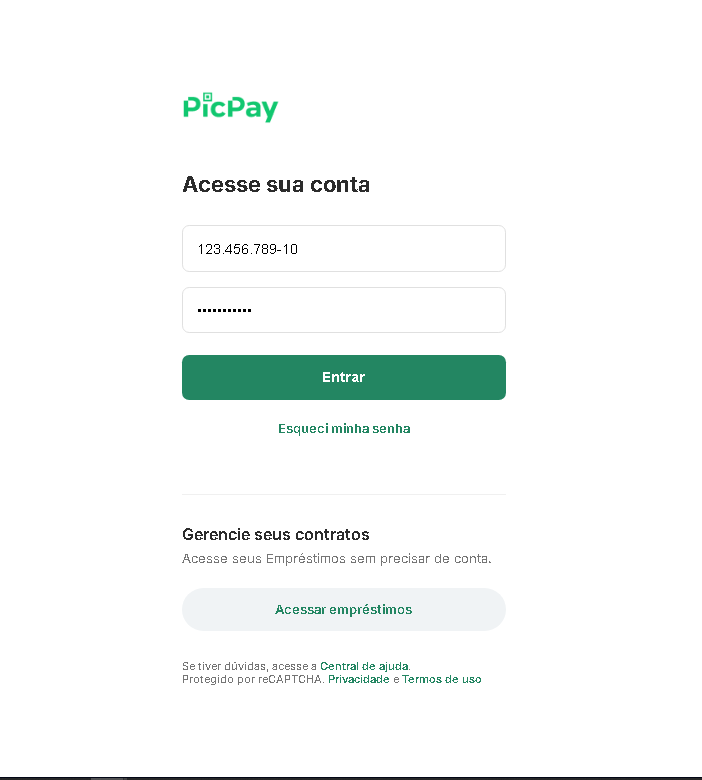 PicPay
Acesse sua conta
123.456.789-10
•••••••••••
Entrar
Esqueci minha senha
Gerencie seus contratos
Acesse seus Empréstimos sem precisar de conta.
Acessar empréstimos
Se tiver dúvidas, acesse a Central de ajuda.
Protegido por reCAPTCHA. Privacidade e Termos de uso